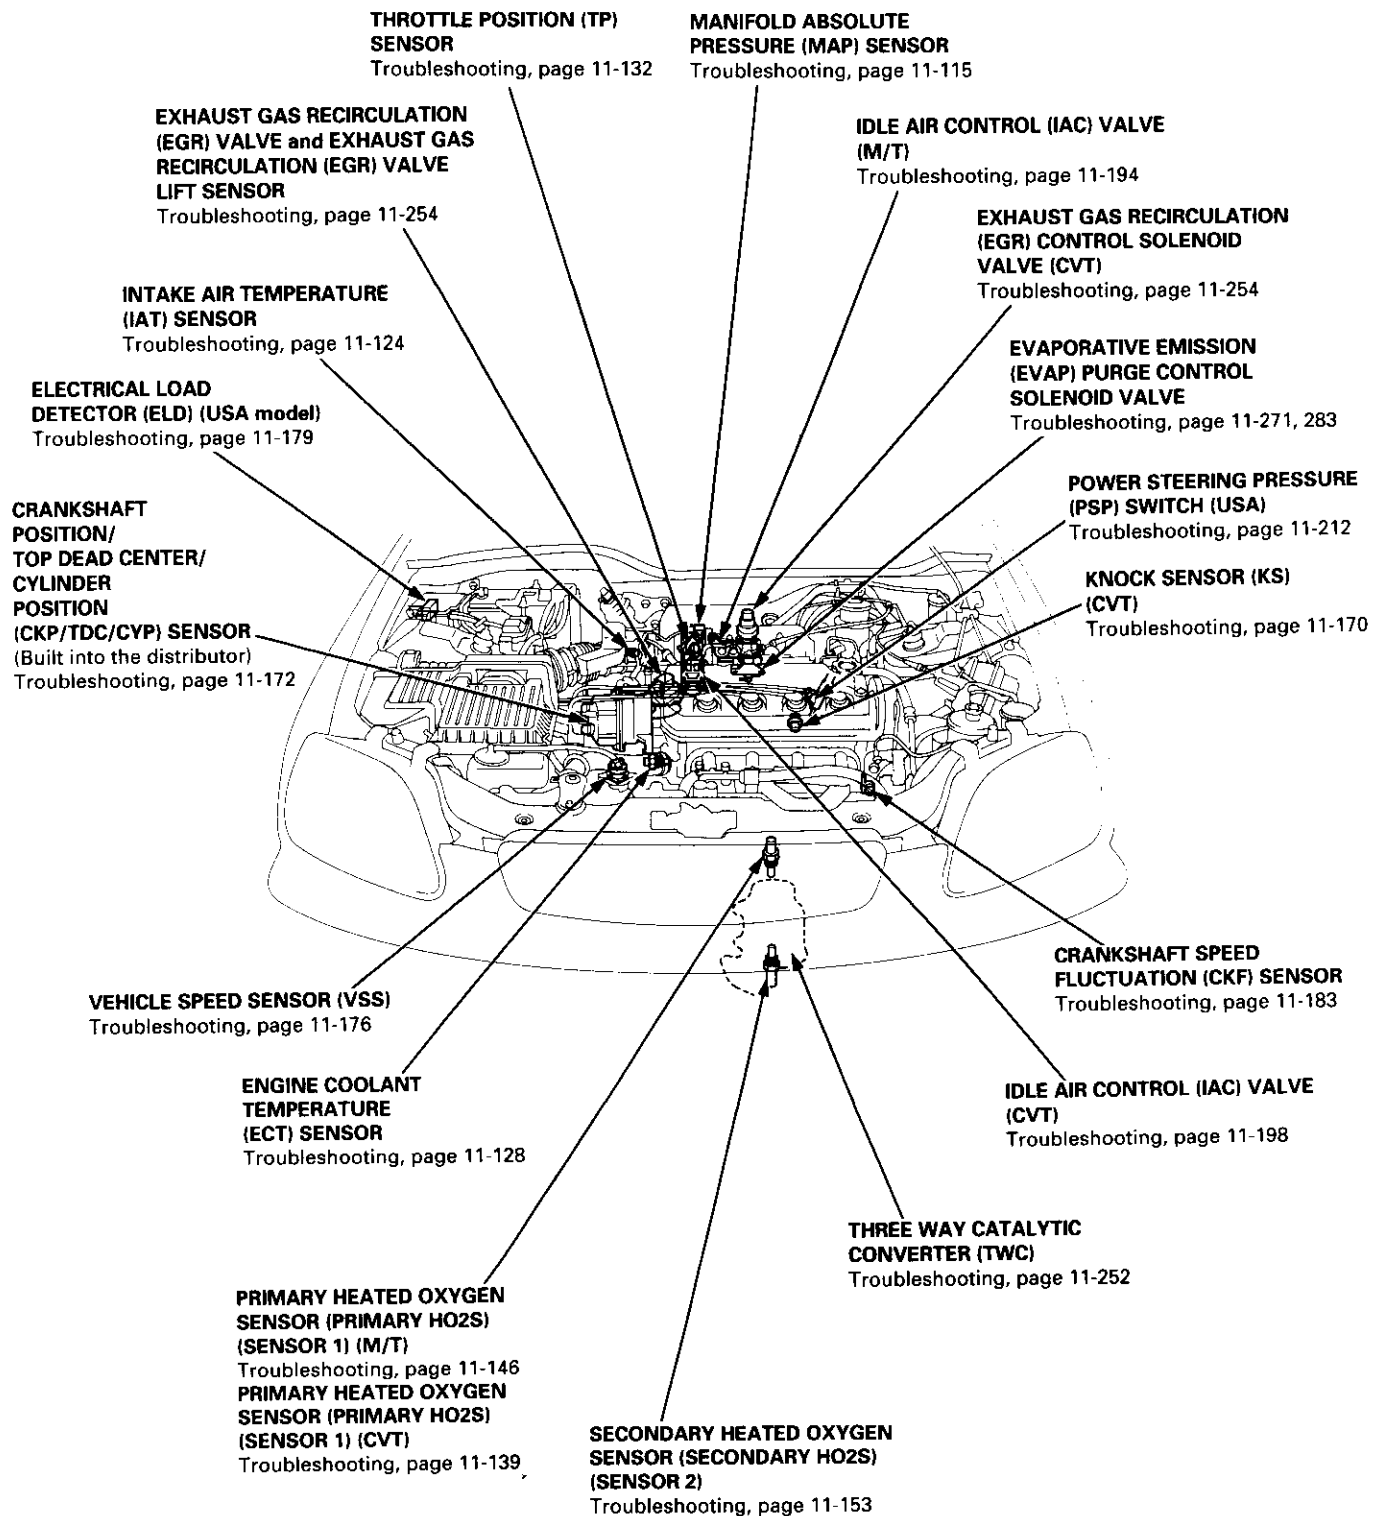 THROTTLE POSITION (TP)
SENSOR
Troubleshooting, page 11-132
MANIFOLD ABSOLUTE
PRESSURE (MAP) SENSOR
Troubleshooting, page 11-115
EXHAUST GAS RECIRCULATION
(EGR) VALVE and EXHAUST GAS
RECIRCULATION (EGR) VALVE
LIFT SENSOR
Troubleshooting, page 11-254
IDLE AIR CONTROL (IAC) VALVE
(M/T)
Troubleshooting, page 11-194
EXHAUST GAS RECIRCULATION
(EGR) CONTROL SOLENOID
VALVE (CVT)
Troubleshooting, page 11-254
INTAKE AIR TEMPERATURE
(IAT) SENSOR
Troubleshooting, page 11-124
EVAPORATIVE EMISSION
(EVAP) PURGE CONTROL
SOLENOID VALVE
Troubleshooting, page 11-271, 283
ELECTRICAL LOAD
DETECTOR (ELD) (USA model)
Troubleshooting, page 11-179
POWER STEERING PRESSURE
(PSP) SWITCH (USA)
Troubleshooting, page 11-212
CRANKSHAFT
POSITION/
TOP DEAD CENTER/
CYLINDER
POSITION
(CKP/TDC/CYP) SENSOR
(Built into the distributor)
Troubleshooting, page 11-172
KNOCK SENSOR (KS)
(CVT)
Troubleshooting, page 11-170
CRANKSHAFT SPEED
FLUCTUATION (CKF) SENSOR
Troubleshooting, page 11-183
VEHICLE SPEED SENSOR (VSS)
Troubleshooting, page 11-176
ENGINE COOLANT
TEMPERATURE
(ECT) SENSOR
Troubleshooting, page 11-128
IDLE AIR CONTROL (IAC) VALVE
(CVT)
Troubleshooting, page 11-198
THREE WAY CATALYTIC
CONVERTER (TWC)
Troubleshooting, page 11-252
PRIMARY HEATED OXYGEN
SENSOR (PRIMARY HO2S)
(SENSOR 1) (M/T)
Troubleshooting, page 11-146
PRIMARY HEATED OXYGEN
SENSOR (PRIMARY HO2S)
(SENSOR 1) (CVT)
Troubleshooting, page 11-139
SECONDARY HEATED OXYGEN
SENSOR (SECONDARY HO2S)
(SENSOR 2)
Troubleshooting, page 11-153